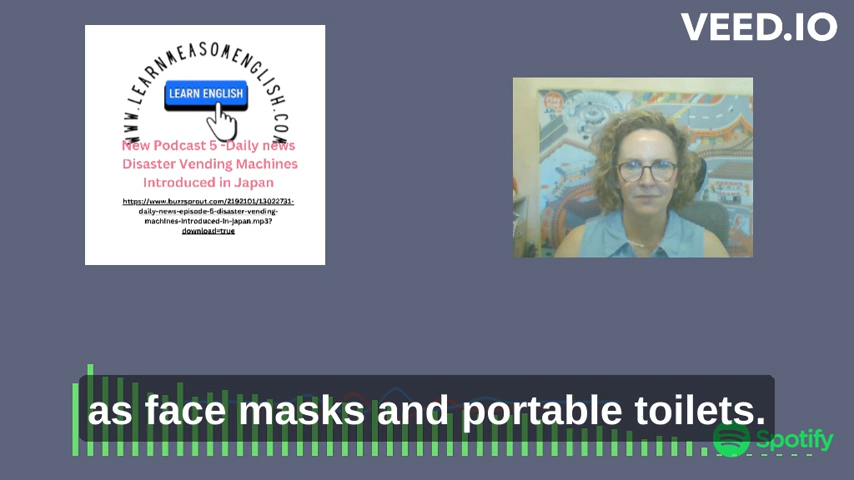 VEED.IO
WWW.LEARNMEASOMENGLISH.COM
LEARN ENGLISH
New Podcast 5 -Daily news
Disaster Vending Machines
Introduced in Japan
https://www.buzzsprout.com/2192101/13022731-
daily-news-episode-5-disaster-vending-
machines-introduced-in-japan.mp3?
download=true
as face masks and portable toilets.
Spotify